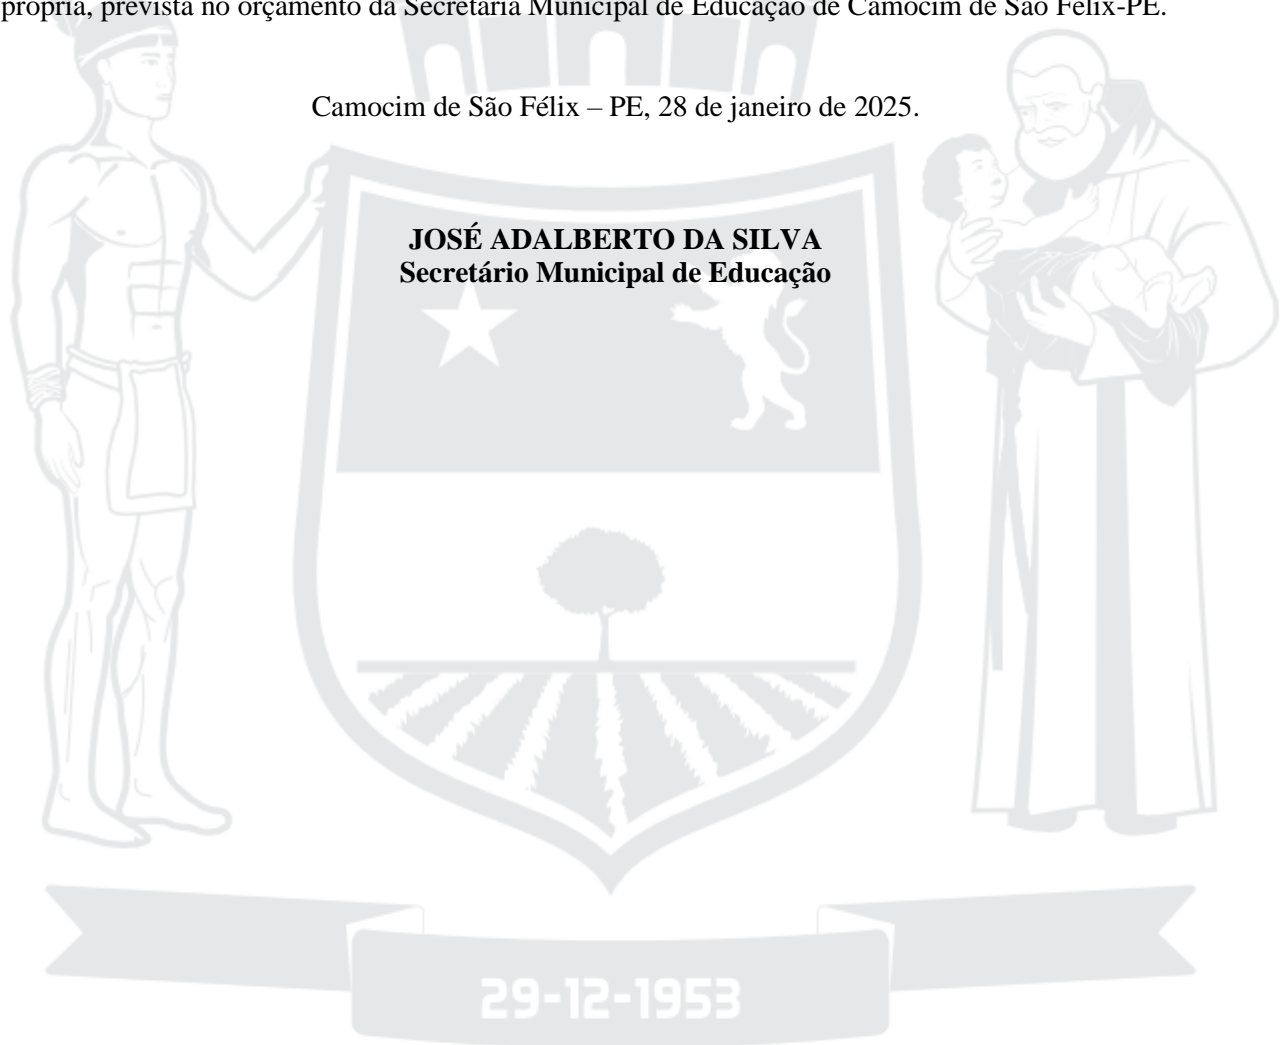 própria, prevista no orçamento da Secretaria Municipal de Educação de Camocim de São Félix-PE.
Camocim de São Félix – PE, 28 de janeiro de 2025.
JOSÉ ADALBERTO DA SILVA
Secretário Municipal de Educação
29-12-1953